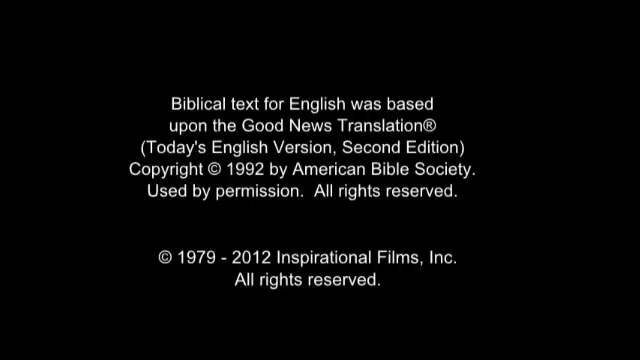 Biblical text for English was based
upon the Good News Translation®
(Today's English Version, Second Edition)
Copyright © 1992 by American Bible Society.
Used by permission.  All rights reserved.
© 1979 - 2012 Inspirational Films, Inc.
All rights reserved.